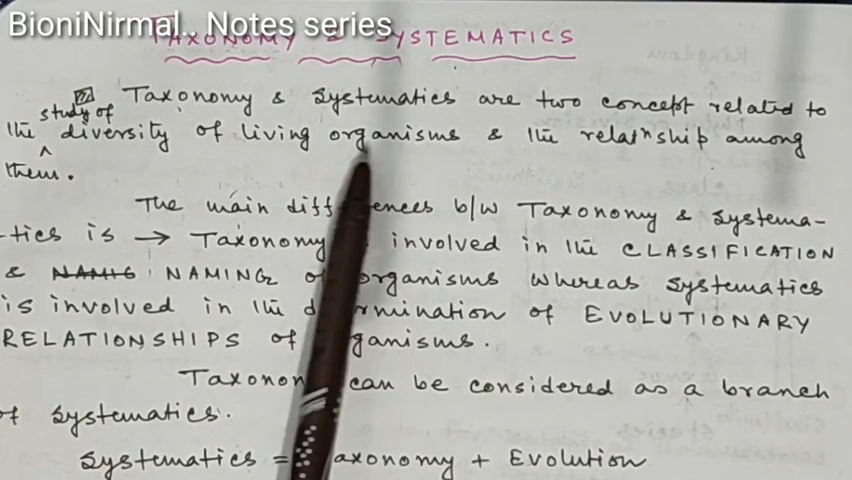 BioniNirmal.. Notes series
TAXONOMY & SYSTEMATICS
Taxonomy & Systematics are two concept related to
study of
the diversity of living organisms & the relatⁿship among
them.
The main differences b/w Taxonomy & Systema-
-tics is → Taxonomy involved in the CLASSIFICATION
& NAMING of organisms whereas systematics
is involved in the determination of EVOLUTIONARY
RELATIONSHIPS of organisms.
Taxonomy can be considered as a branch
of systematics.
Systematics = Taxonomy + Evolution